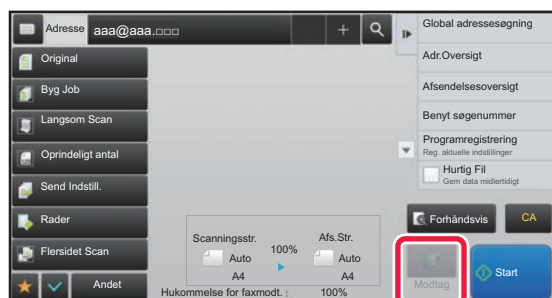 Adresse
aaa@aaa.□□□
+
Original
Byg Job
Langsom Scan
Oprindeligt antal
Send Indstill.
Rader
Flersidet Scan
Andet
Scanningsstr.
100%
Afs.Str.
Auto
Auto
A4
A4
Hukommelse for faxmodt. : 100%
Global adressesøgning
Adr.Oversigt
Afsendelsesoversigt
Benyt søgenummer
Programregistrering
Reg. aktuelle indstillinger
Hurtig Fil
Gem data midlertidigt
Forhåndsvis
CA
Modtag
Start